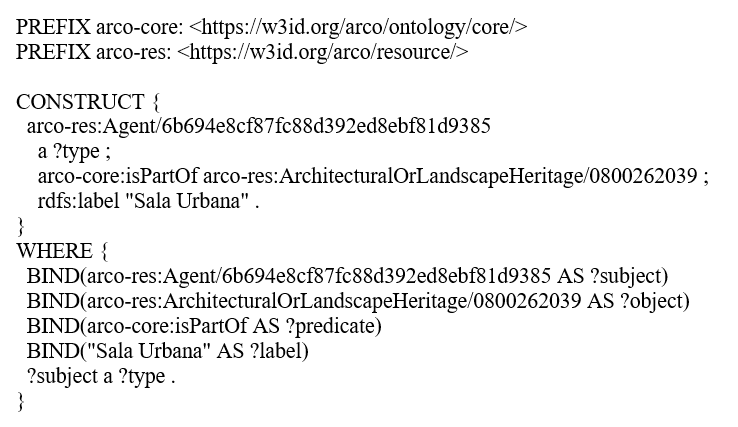 PREFIX arco-core: <https://w3id.org/arco/ontology/core/>
PREFIX arco-res: <https://w3id.org/arco/resource/>
CONSTRUCT {
arco-res:Agent/6b694e8cf87fc88d392ed8ebf81d9385
a ?type ;
arco-core:isPartOf arco-res:ArchitecturalOrLandscapeHeritage/0800262039 ;
rdfs:label "Sala Urbana" .
}
WHERE {
BIND(arco-res:Agent/6b694e8cf87fc88d392ed8ebf81d9385 AS ?subject)
BIND(arco-res:ArchitecturalOrLandscapeHeritage/0800262039 AS ?object)
BIND(arco-core:isPartOf AS ?predicate)
BIND("Sala Urbana" AS ?label)
?subject a ?type .
}